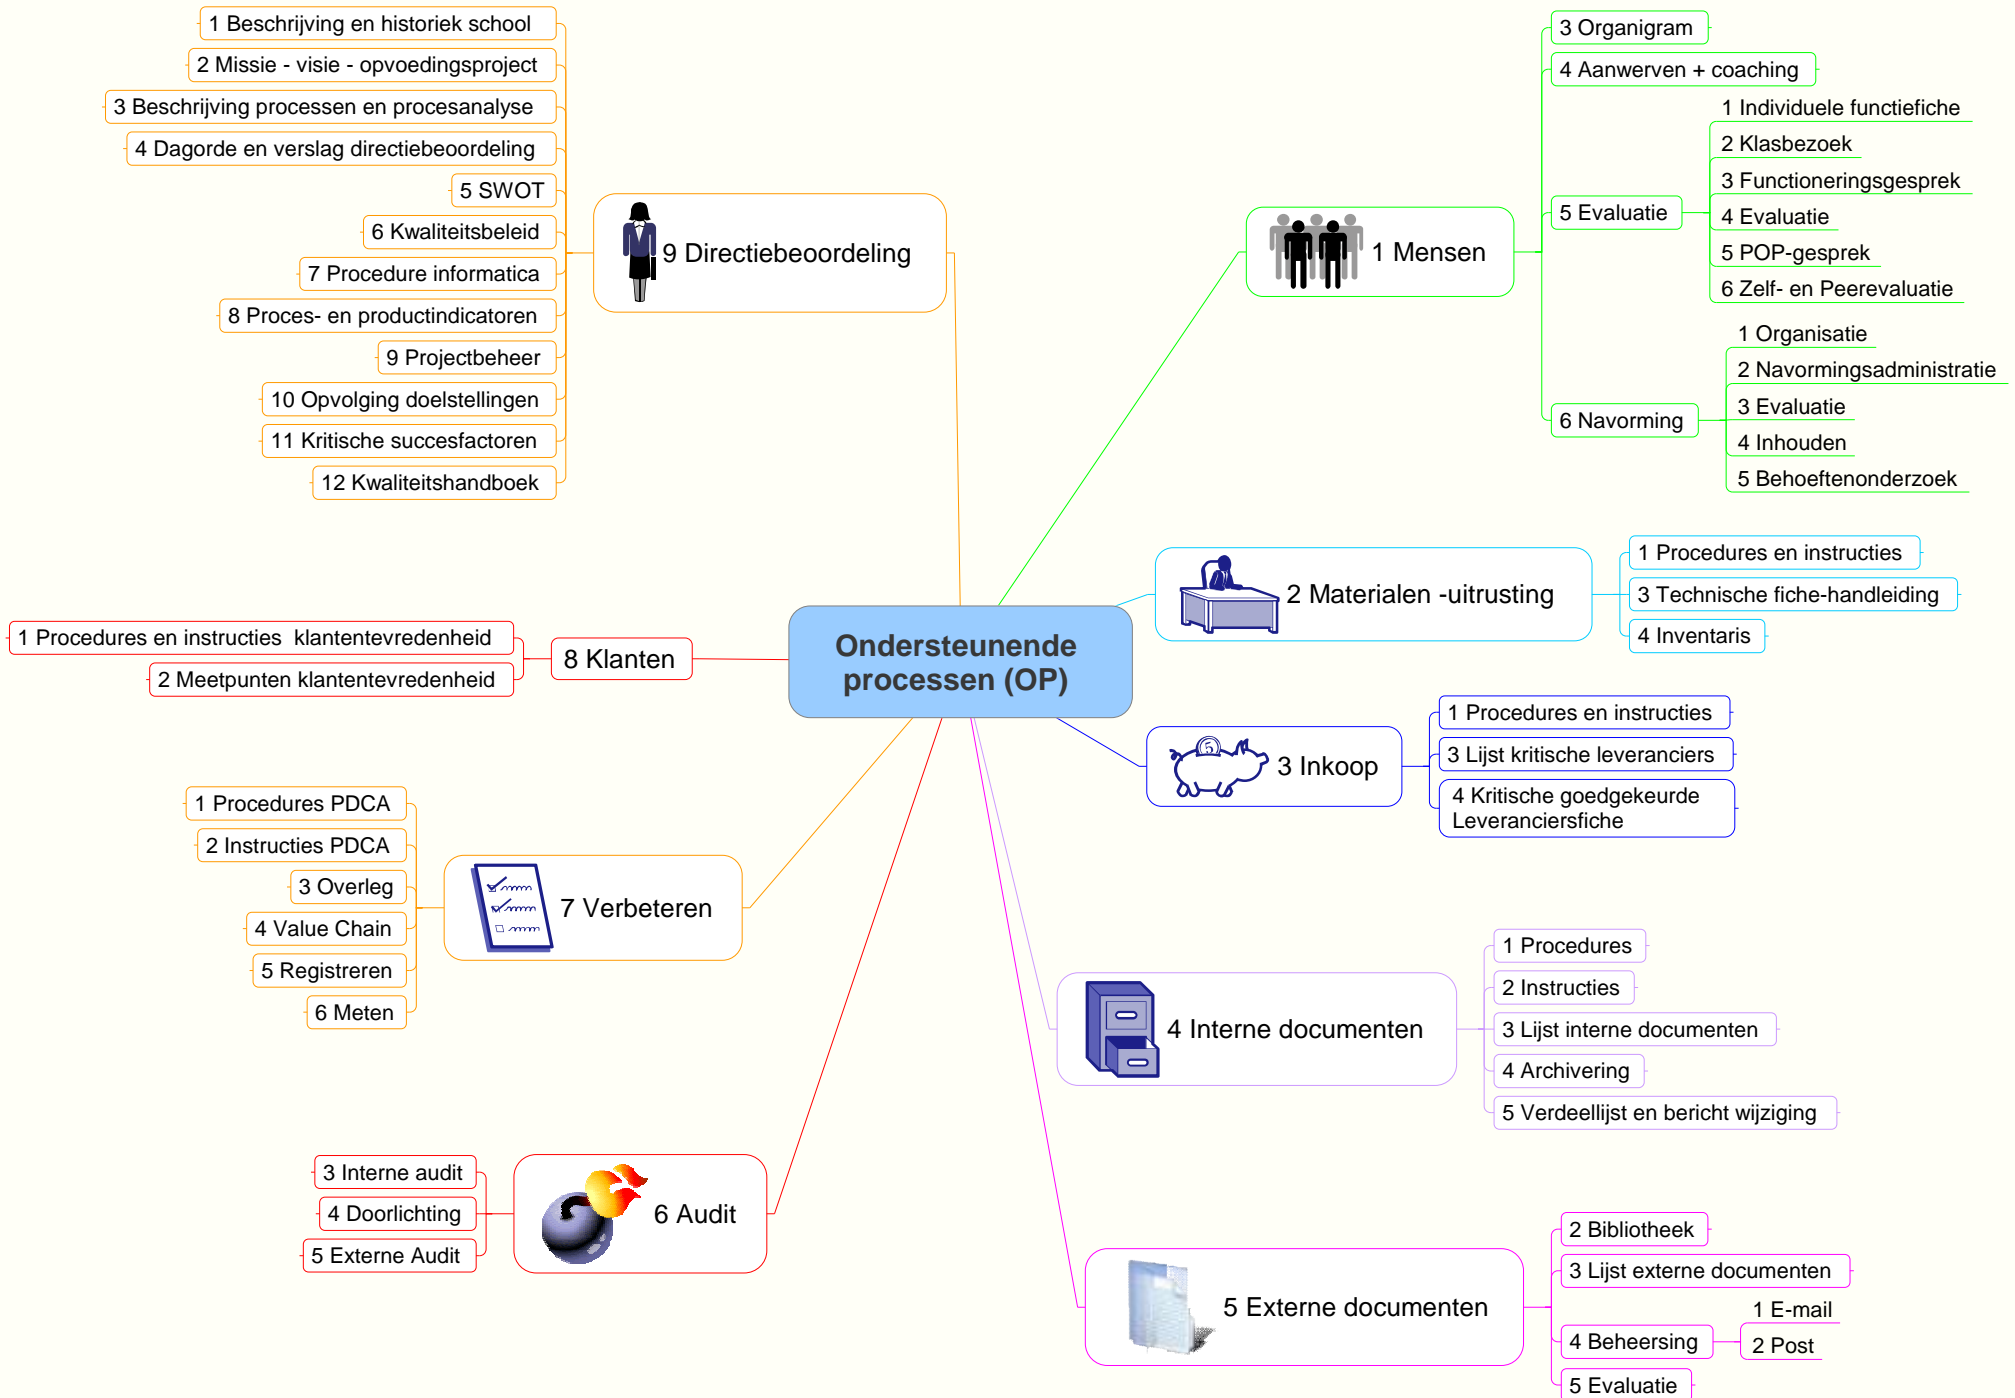 Ondersteunende
processen (OP)
1 Mensen
3 Organigram
4 Aanwerven + coaching
5 Evaluatie
1 Individuele functiefiche
2 Klasbezoek
3 Functioneringsgesprek
4 Evaluatie
5 POP-gesprek
6 Zelf- en Peerevaluatie
6 Navorming
1 Organisatie
2 Navormingsadministratie
3 Evaluatie
4 Inhouden
5 Behoeftenonderzoek
2 Materialen -uitrusting
1 Procedures en instructies
3 Technische fiche-handleiding
4 Inventaris
3 Inkoop
5
1 Procedures en instructies
3 Lijst kritische leveranciers
4 Kritische goedgekeurde
Leveranciersfiche
4 Interne documenten
1 Procedures
2 Instructies
3 Lijst interne documenten
4 Archivering
5 Verdeellijst en bericht wijziging
5 Externe documenten
2 Bibliotheek
3 Lijst externe documenten
4 Beheersing
1 E-mail
2 Post
5 Evaluatie
6 Audit
3 Interne audit
4 Doorlichting
5 Externe Audit
7 Verbeteren
1 Procedures PDCA
2 Instructies PDCA
3 Overleg
4 Value Chain
5 Registreren
6 Meten
8 Klanten
1 Procedures en instructies  klantentevredenheid
2 Meetpunten klantentevredenheid
9 Directiebeoordeling
1 Beschrijving en historiek school
2 Missie - visie - opvoedingsproject
3 Beschrijving processen en procesanalyse
4 Dagorde en verslag directiebeoordeling
5 SWOT
6 Kwaliteitsbeleid
7 Procedure informatica
8 Proces- en productindicatoren
9 Projectbeheer
10 Opvolging doelstellingen
11 Kritische succesfactoren
12 Kwaliteitshandboek